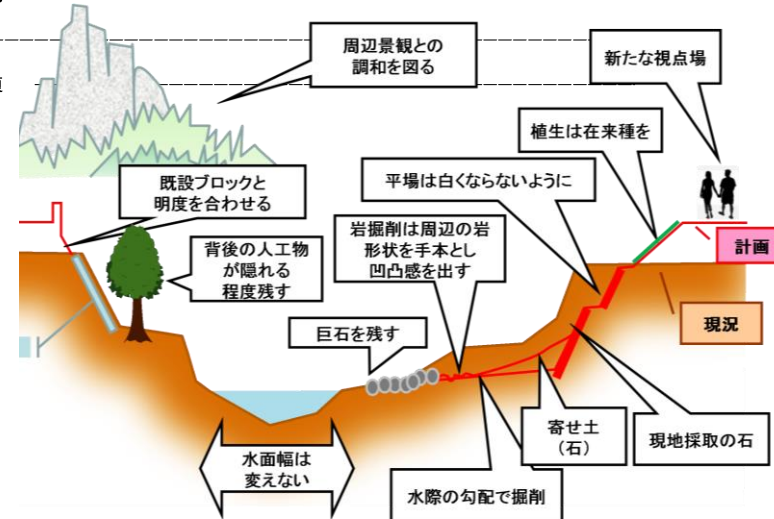 周辺景観との
調和を図る
新たな視点場
植生は在来種を
既設ブロックと
明度を合わせる
平場は白くならないように
背後の人工物
が隠れる
程度残す
岩掘削は周辺の岩
形状を手本とし
凹凸感を出す
計画
現況
巨石を残す
寄せ土
(石)
現地採取の石
水面幅は
変えない
水際の勾配で掘削